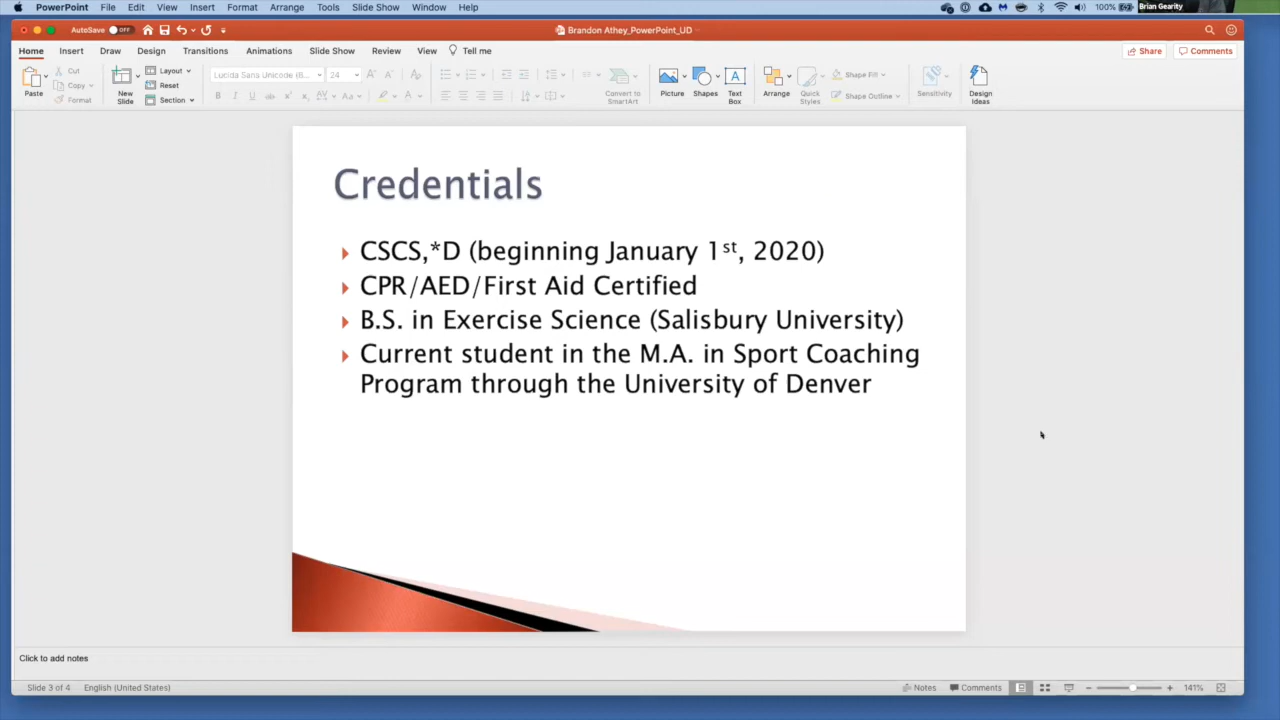 PowerPoint File Edit View Insert Format Arrange Tools Slide Show Window Help 100% Brian Gearity
AutoSave OFF Brandon Athey_PowerPoint_UD
Home Insert Draw Design Transitions Animations Slide Show Review View Tell me Share Comments
Paste Cut Copy Format
New Slide Layout Reset Section
Lucida Sans Unicode (B... 24
Convert to SmartArt
Picture Shapes Text Box Arrange Quick Styles Shape Fill Shape Outline Sensitivity Design Ideas
Credentials
CSCS,*D (beginning January 1st, 2020)
CPR/AED/First Aid Certified
B.S. in Exercise Science (Salisbury University)
Current student in the M.A. in Sport Coaching
Program through the University of Denver
Click to add notes
Slide 3 of 4 English (United States) Notes Comments 141%